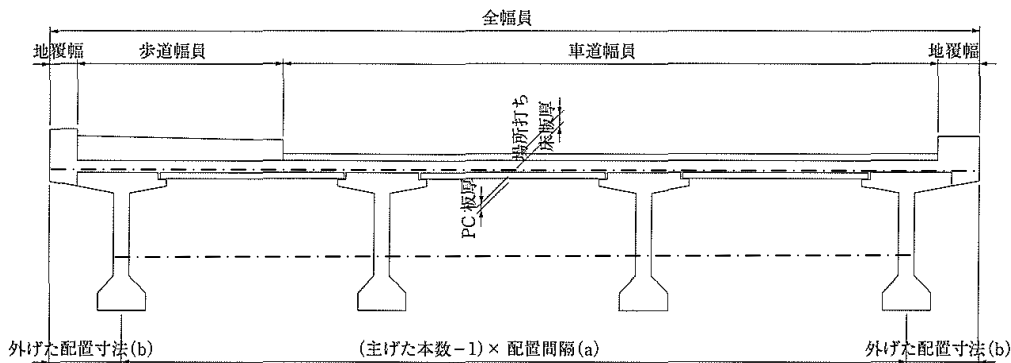 全幅員
地覆幅
歩道幅員
車道幅員
地覆幅
場所打ち
床版厚
PC板厚
外げた配置寸法(b)
(主げた本数－1)× 配置間隔(a)
外げた配置寸法(b)